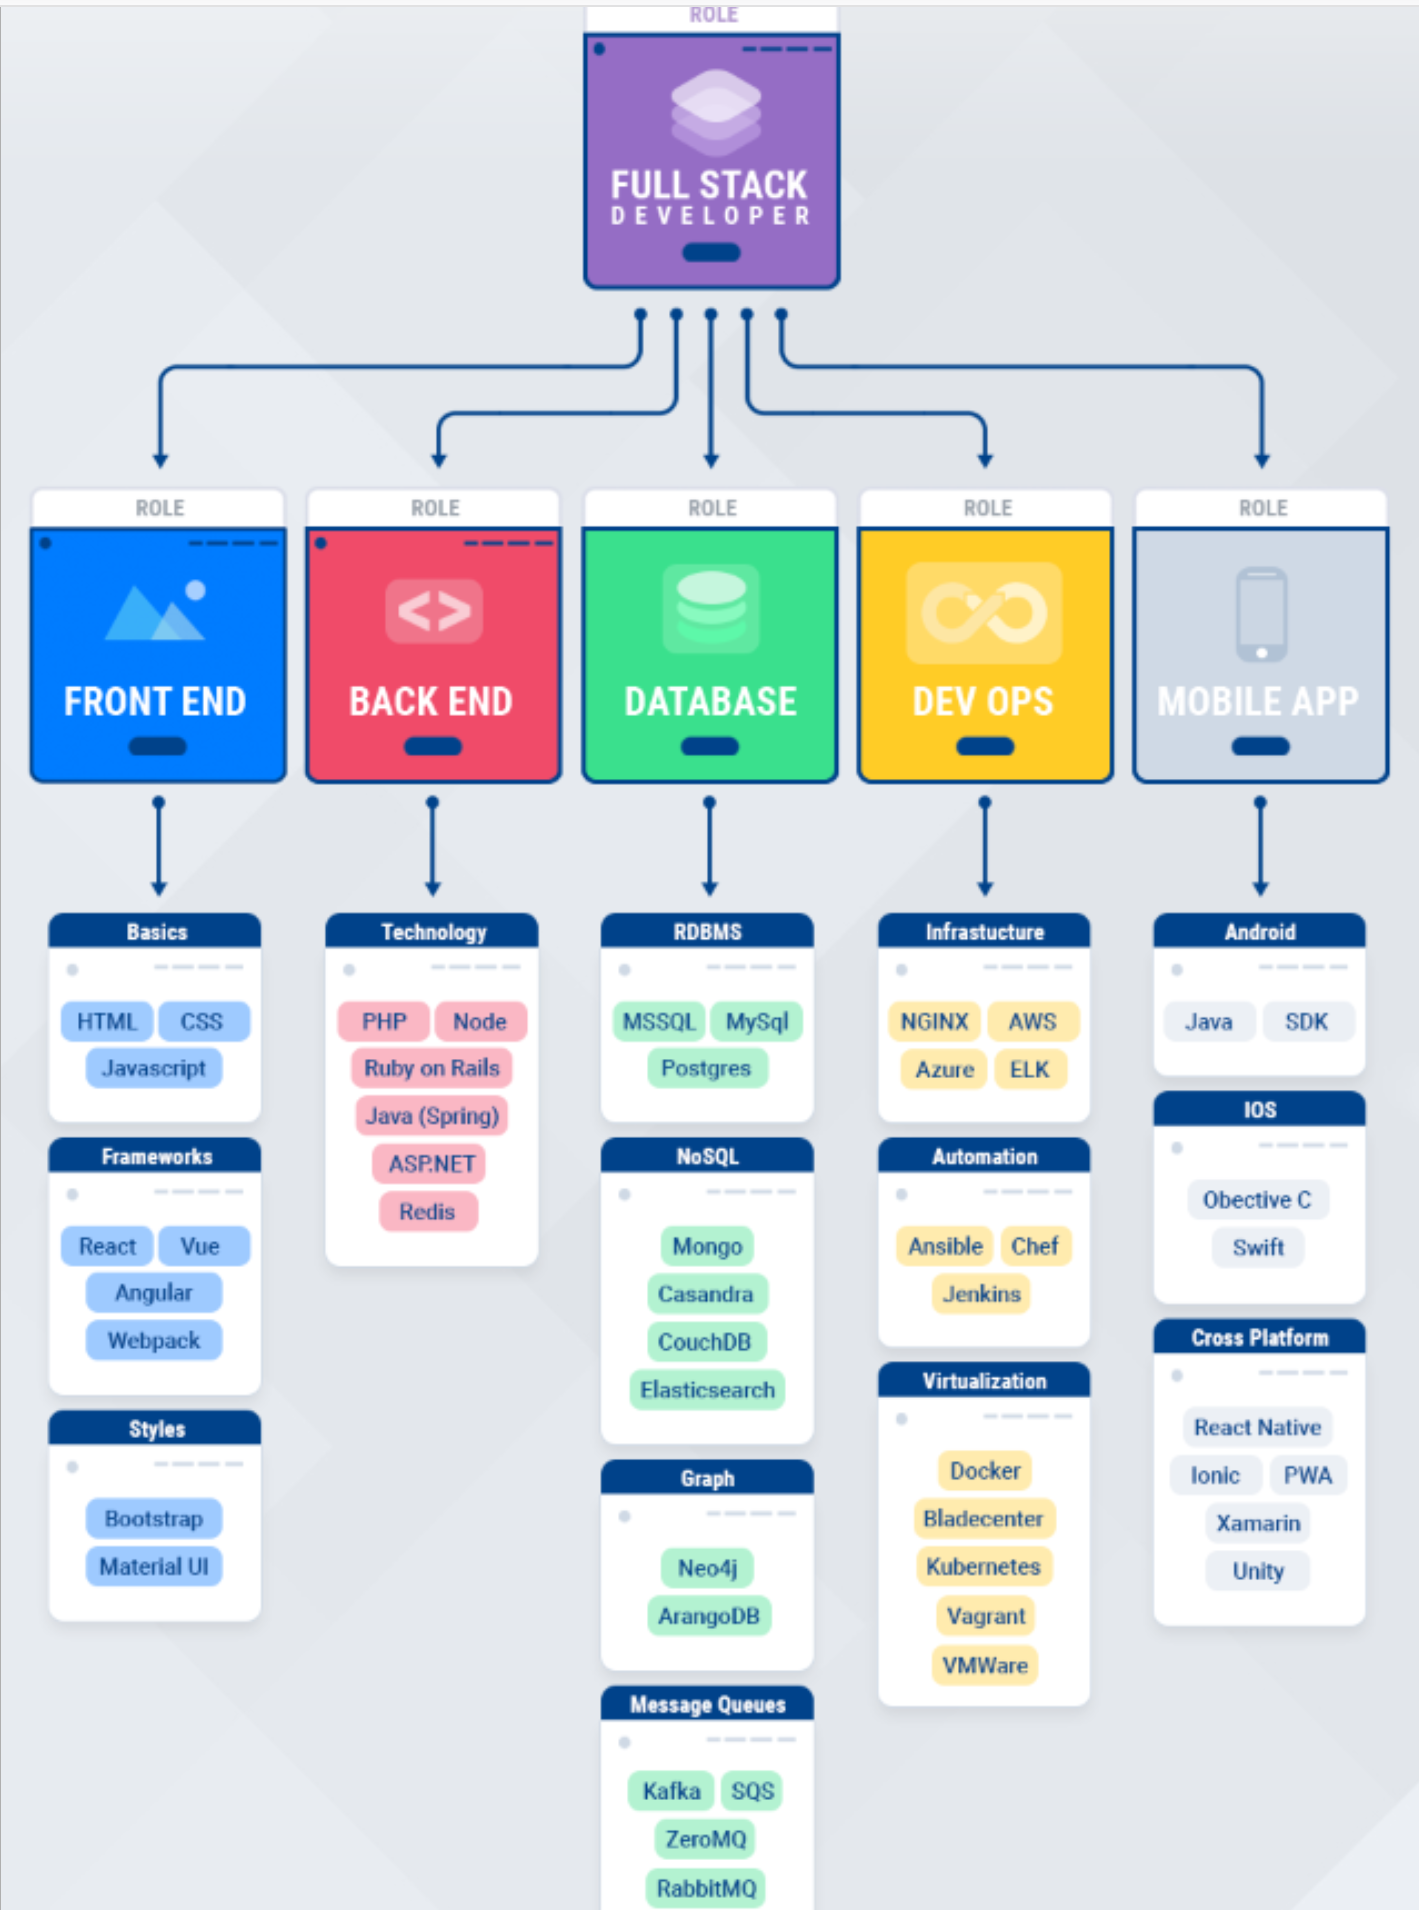 ROLE
FULL STACK
DEVELOPER
ROLE
FRONT END
ROLE
BACK END
ROLE
DATABASE
ROLE
DEV OPS
ROLE
MOBILE APP
Basics
HTML CSS
Javascript
Frameworks
React Vue
Angular
Webpack
Styles
Bootstrap
Material UI
Technology
PHP Node
Ruby on Rails
Java (Spring)
ASP.NET
Redis
RDBMS
MSSQL MySql
Postgres
NoSQL
Mongo
Casandra
CouchDB
Elasticsearch
Graph
Neo4j
ArangoDB
Message Queues
Kafka SQS
ZeroMQ
RabbitMQ
Infrastucture
NGINX AWS
Azure ELK
Automation
Ansible Chef
Jenkins
Virtualization
Docker
Bladecenter
Kubernetes
Vagrant
VMWare
Android
Java SDK
IOS
Obective C
Swift
Cross Platform
React Native
Ionic PWA
Xamarin
Unity